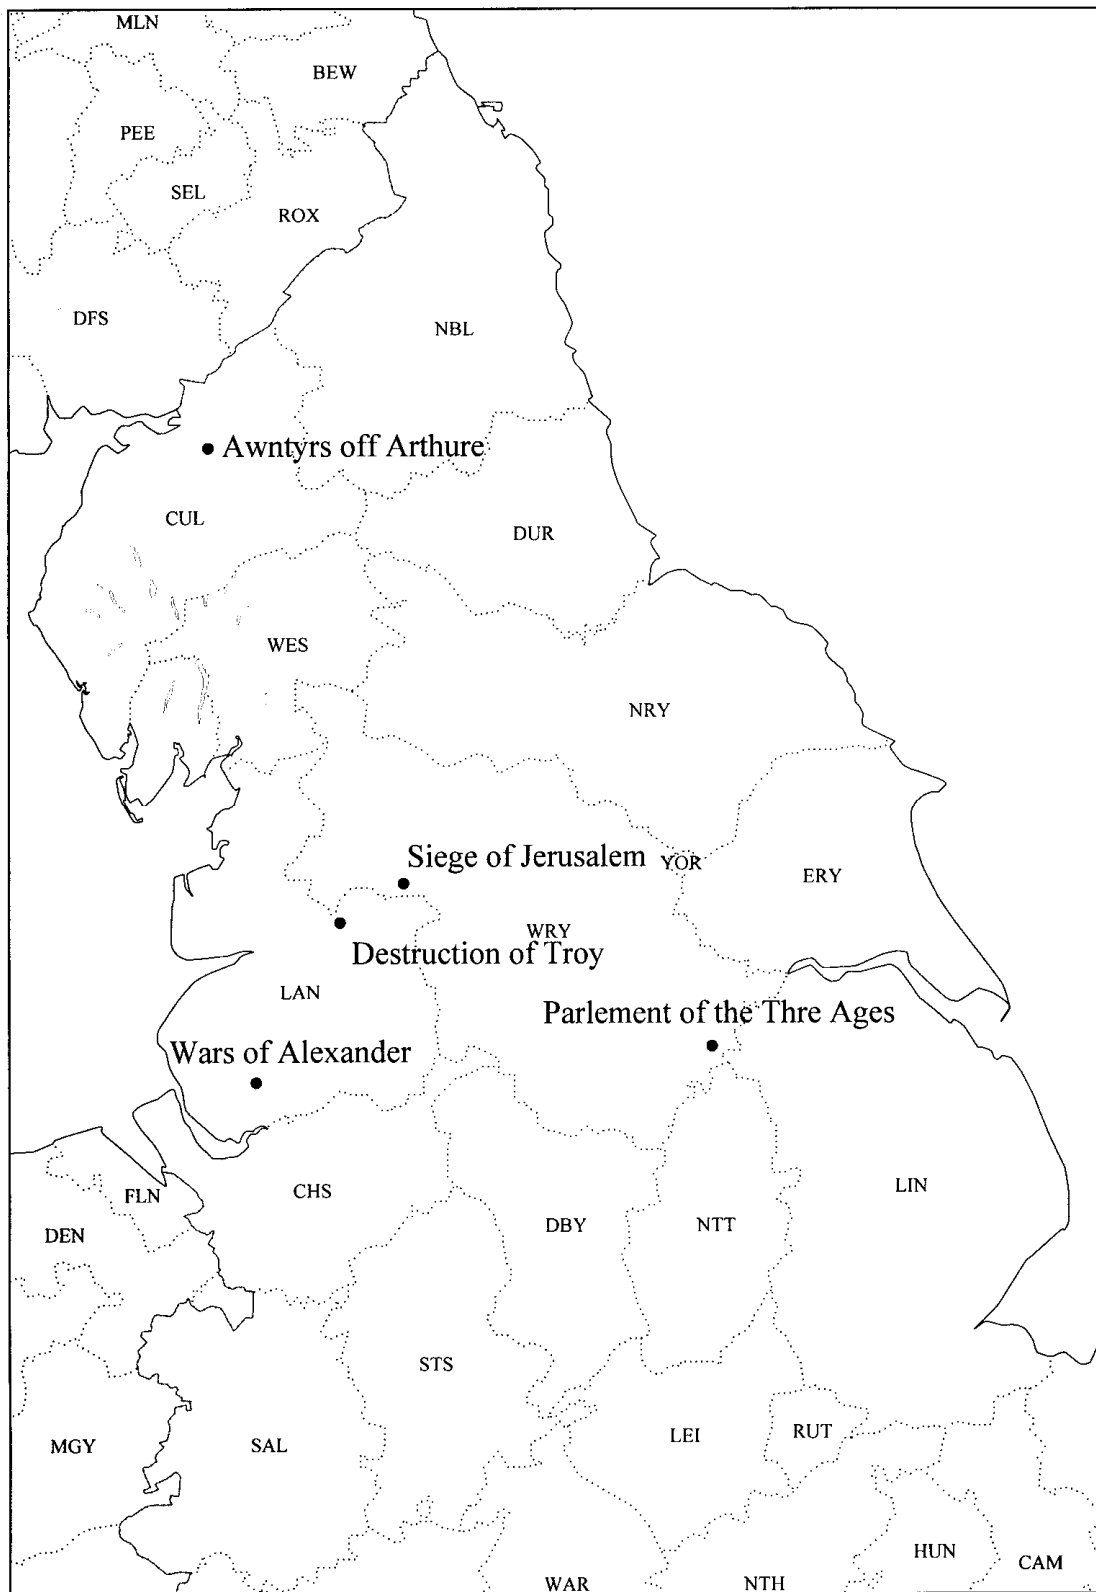 MLN
BEW
PEE
SEL
ROX
DFS
NBL
Awntyrs off Arthure
CUL
DUR
WES
NRY
Siege of Jerusalem
YOR
ERY
WRY
Destruction of Troy
LAN
Parlement of the Thre Ages
Wars of Alexander
FLN
CHS
LIN
DEN
DBY
NTT
STS
MGY
SAL
LEI
RUT
HUN
CAM
WAR
NTH